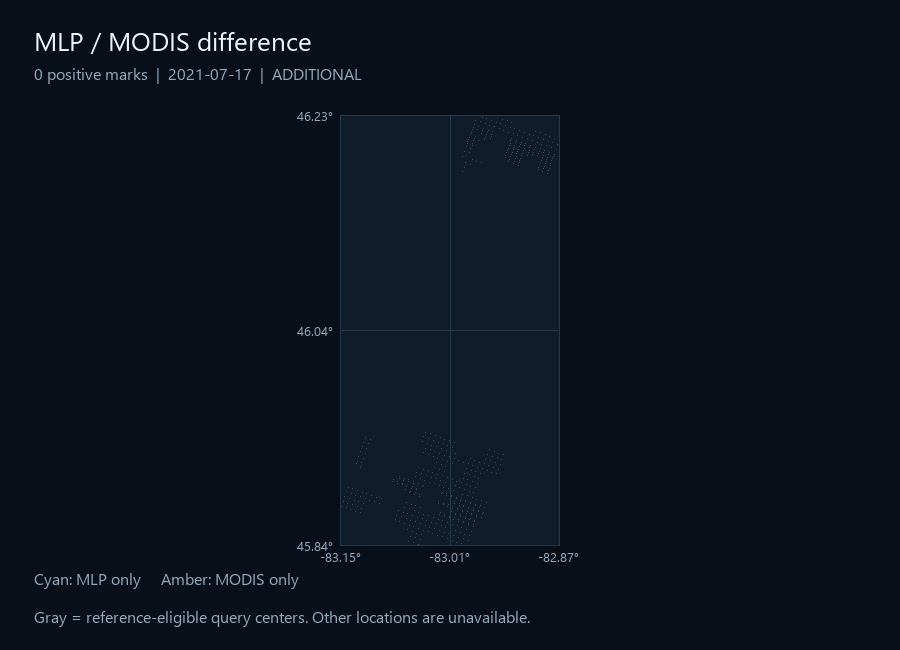 MLP / MODIS difference
0 positive marks | 2021-07-17 | ADDITIONAL
46.23°
46.04°
45.84°
-83.15° -83.01° -82.87°
Cyan: MLP only Amber: MODIS only
Gray = reference-eligible query centers. Other locations are unavailable.